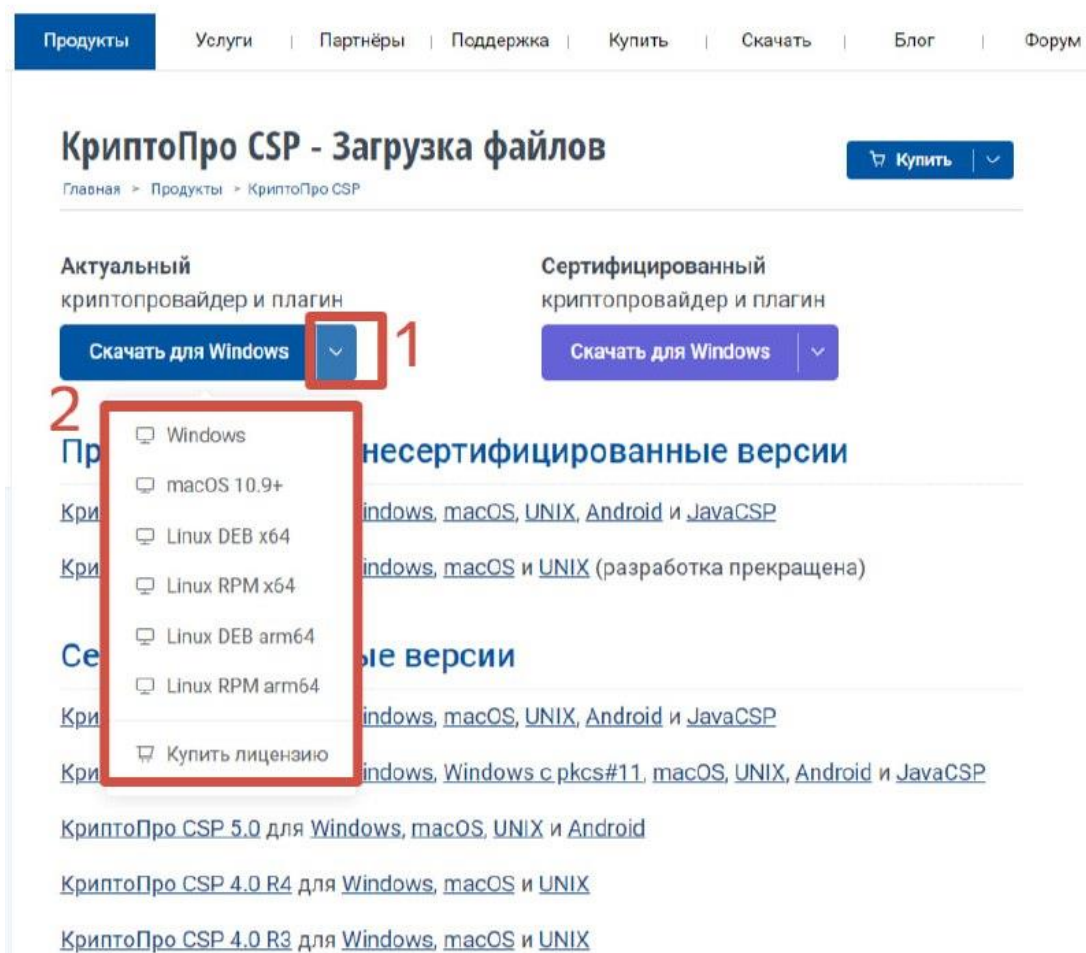 Продукты Услуги | Партнёры | Поддержка | Купить | Скачать | Блог | Форум
КриптоПро CSP - Загрузка файлов
Купить
Главная > Продукты > КриптоПро CSP
Актуальный
криптопровайдер и плагин
Скачать для Windows
1
Сертифицированный
криптопровайдер и плагин
Скачать для Windows
2
Windows
macOS 10.9+
Linux DEB x64
Linux RPM x64
Linux DEB arm64
Linux RPM arm64
Купить лицензию
Пр несертифицированные версии
Кри indows, macOS, UNIX, Android и JavaCSP
Кри indows, macOS и UNIX (разработка прекращена)
Се ые версии
Кри indows, macOS, UNIX, Android и JavaCSP
Кри indows, Windows с pkcs#11, macOS, UNIX, Android и JavaCSP
КриптоПро CSP 5.0 для Windows, macOS, UNIX и Android
КриптоПро CSP 4.0 R4 для Windows, macOS и UNIX
КриптоПро CSP 4.0 R3 для Windows, macOS и UNIX